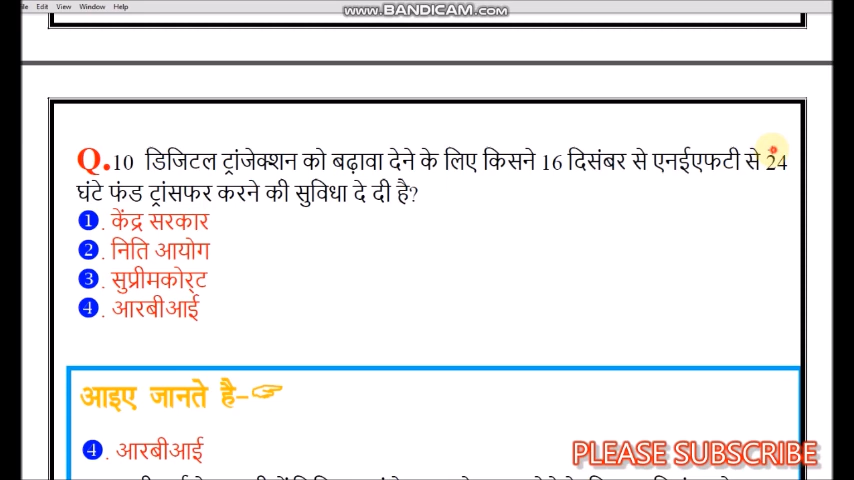 Edit View Window Help
www.BANDICAM.com
Q.10 डिजिटल ट्रांजेक्शन को बढ़ावा देने के लिए किसने 16 दिसंबर से एनईएफटी से 24
घंटे फंड ट्रांसफर करने की सुविधा दे दी है?
1. केंद्र सरकार
2. निति आयोग
3. सुप्रीमकोर्ट
4. आरबीआई
आइए जानते है-
4. आरबीआई
PLEASE SUBSCRIBE